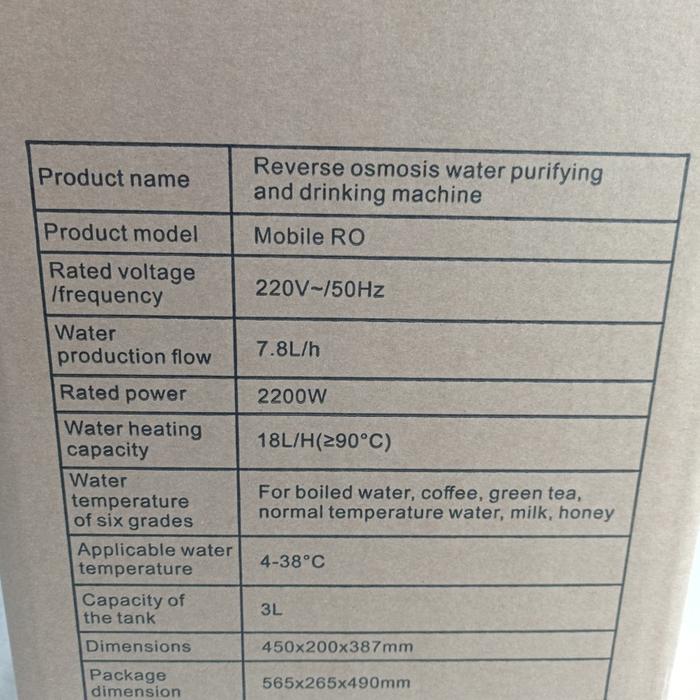 Product name
Reverse osmosis water purifying
and drinking machine
Product model
Mobile RO
Rated voltage
/frequency
220V~/50Hz
Water
production flow
7.8L/h
Rated power
2200W
Water heating
capacity
18L/H(≥90°C)
Water
temperature
of six grades
For boiled water, coffee, green tea,
normal temperature water, milk, honey
Applicable water
temperature
4-38°C
Capacity of
the tank
3L
Dimensions
450x200x387mm
Package
dimension
565x265x490mm